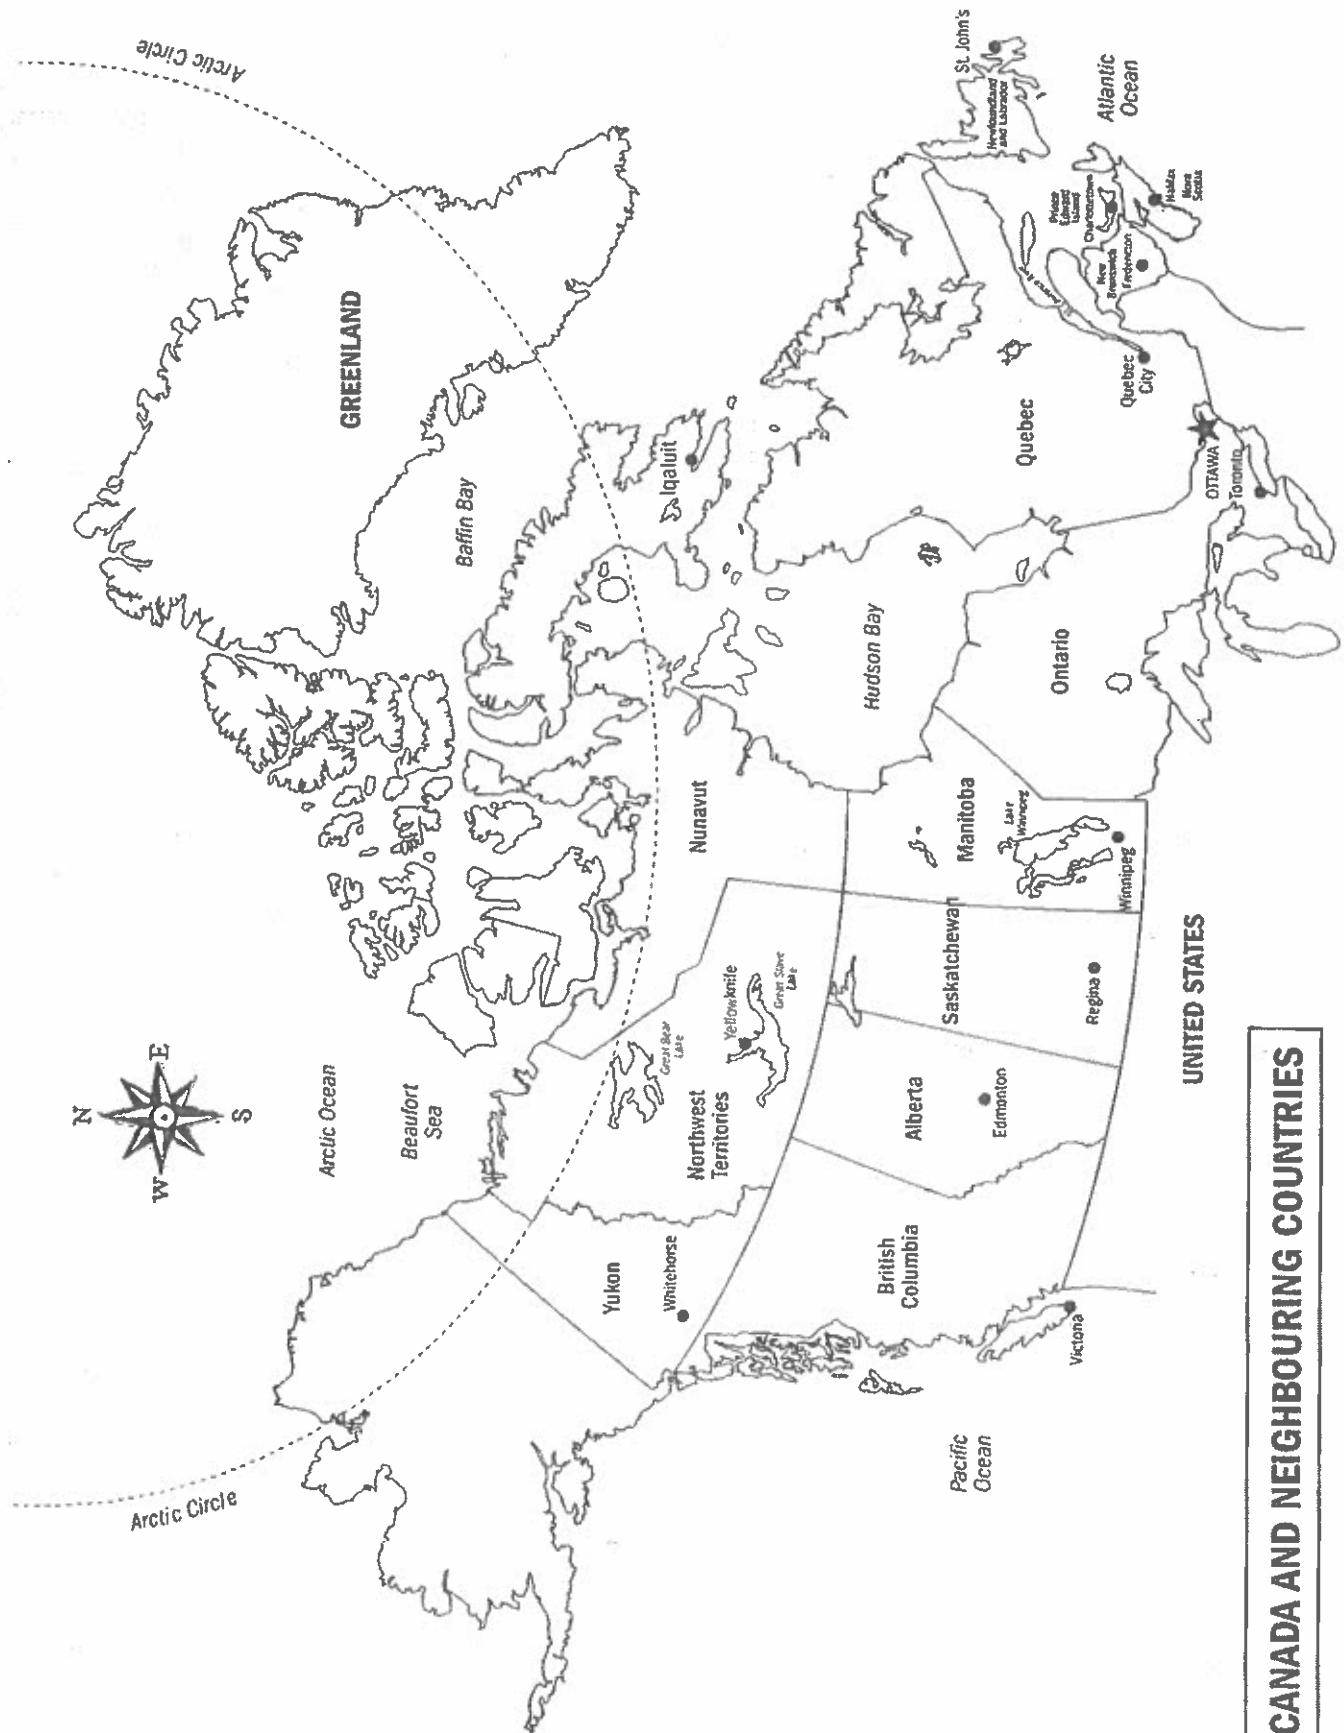 Arctic Circle
Arctic Circle
N
W
E
S
GREENLAND
Arctic Ocean
Beaufort
Sea
Baffin Bay
Iqaluit
Great Bear
Lake
Yukon
Whitehorse
Northwest
Territories
Yellowknife
Great Slave
Lake
Nunavut
Hudson Bay
British
Columbia
Victoria
Alberta
Edmonton
Saskatchewan
Regina
Manitoba
Lake
Winnipeg
Winnipeg
Ontario
Quebec
Quebec
City
OTTAWA
Toronto
Newfoundland
and Labrador
St. John's
Prince
Edward
Island
Charlottetown
New
Brunswick
Fredericton
Halifax
Nova
Scotia
Atlantic
Ocean
Pacific
Ocean
UNITED STATES
CANADA AND NEIGHBOURING COUNTRIES